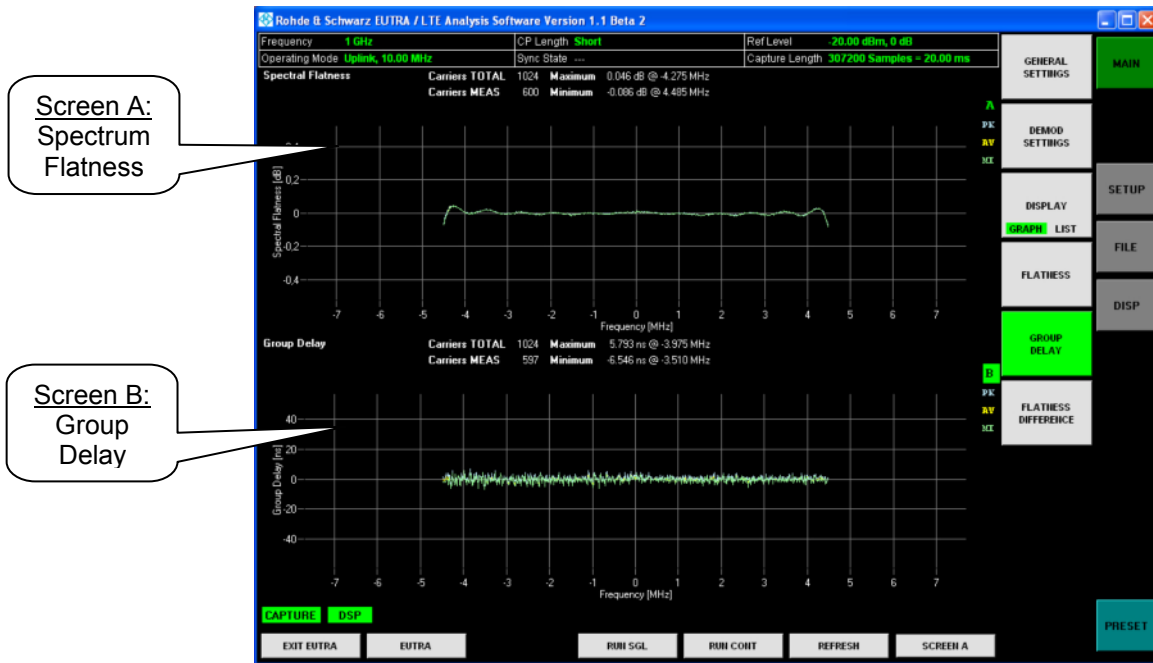 Rohde & Schwarz EUTRA / LTE Analysis Software Version 1.1 Beta 2
Frequency 1 GHz CP Length Short Ref Level -20.00 dBm, 0 dB
Operating Mode Uplink, 10.00 MHz Sync State --- Capture Length 307200 Samples = 20.00 ms
Spectral Flatness Carriers TOTAL 1024 Maximum 0.046 dB @ -4.275 MHz
Carriers MEAS 600 Minimum -0.086 dB @ 4.485 MHz
Screen A:
Spectrum
Flatness
A
PK
AV
MI
Spectral Flatness [dB]
0,2
0
-0,2
-0,4
-7 -6 -5 -4 -3 -2 -1 0 1 2 3 4 5 6 7
Frequency [MHz]
Group Delay Carriers TOTAL 1024 Maximum 5.793 ns @ -3.975 MHz
Carriers MEAS 597 Minimum -6.546 ns @ -3.510 MHz
Screen B:
Group
Delay
B
PK
AV
MI
Group Delay [ns]
40
20
0
-20
-40
-7 -6 -5 -4 -3 -2 -1 0 1 2 3 4 5 6 7
Frequency [MHz]
CAPTURE DSP
EXIT EUTRA EUTRA RUN SGL RUN CONT REFRESH SCREEN A
GENERAL
SETTINGS
DEMOD
SETTINGS
DISPLAY
GRAPH LIST
FLATNESS
GROUP
DELAY
FLATNESS
DIFFERENCE
MAIN
SETUP
FILE
DISP
PRESET